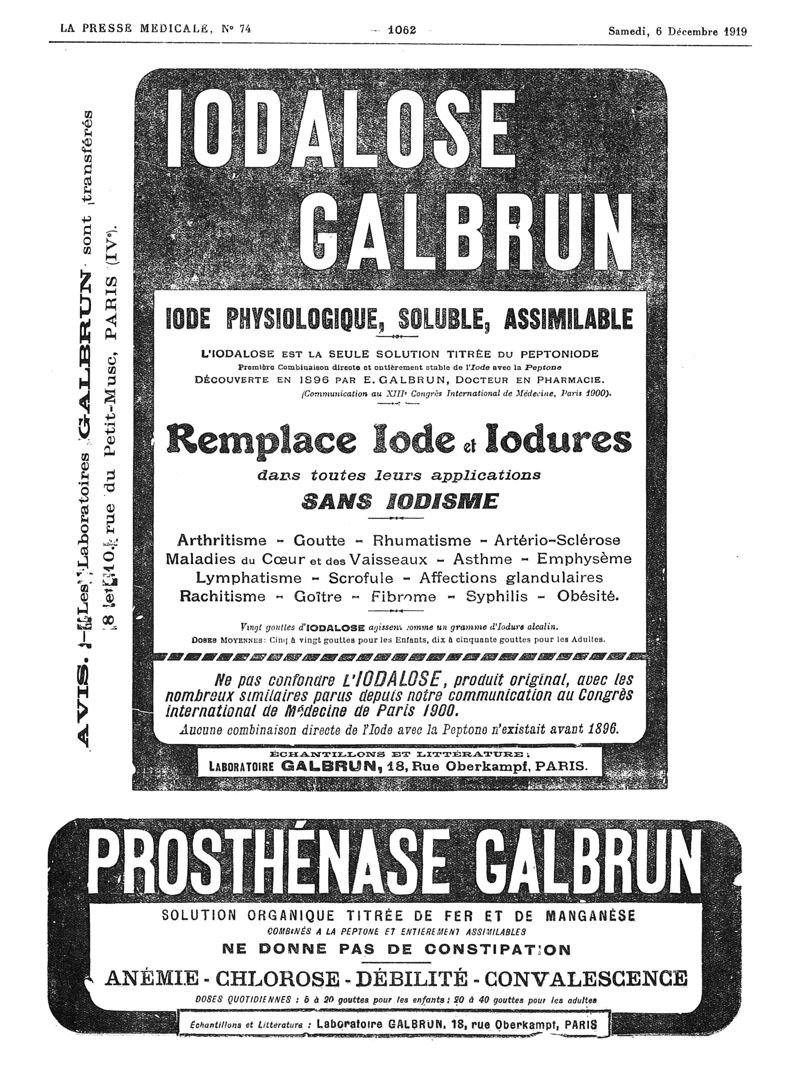 LA PRESSE MEDICALE, N° 74
— 1062 —
Samedi, 6 Décembre 1919
AVIS. — Les Laboratoires GALBRUN sont transférés
8 et 10, rue du Petit-Musc, PARIS (IVe).
IODALOSE
GALBRUN
IODE PHYSIOLOGIQUE, SOLUBLE, ASSIMILABLE
L'IODALOSE EST LA SEULE SOLUTION TITRÉE DU PEPTONIODE
Première Combinaison directe et entièrement stable de l'Iode avec la Peptone
DÉCOUVERTE EN 1896 PAR E. GALBRUN, DOCTEUR EN PHARMACIE.
(Communication au XIIIe Congrès International de Médecine, Paris 1900).
Remplace Iode et Iodures
dans toutes leurs applications
SANS IODISME
Arthritisme - Goutte - Rhumatisme - Artério-Sclérose
Maladies du Cœur et des Vaisseaux - Asthme - Emphysème
Lymphatisme - Scrofule - Affections glandulaires
Rachitisme - Goître - Fibrome - Syphilis - Obésité.
Vingt gouttes d'IODALOSE agissent comme un gramme d'Iodure alcalin.
DOSES MOYENNES: Cinq à vingt gouttes pour les Enfants, dix à cinquante gouttes pour les Adultes.
Ne pas confondre L'IODALOSE, produit original, avec les
nombreux similaires parus depuis notre communication au Congrès
international de Médecine de Paris 1900.
Aucune combinaison directe de l'Iode avec la Peptone n'existait avant 1896.
ÉCHANTILLONS ET LITTÉRATURE:
LABORATOIRE GALBRUN, 18, Rue Oberkampf, PARIS.
PROSTHÉNASE GALBRUN
SOLUTION ORGANIQUE TITRÉE DE FER ET DE MANGANÈSE
COMBINÉS A LA PEPTONE ET ENTIÈREMENT ASSIMILABLES
NE DONNE PAS DE CONSTIPATION
ANÉMIE - CHLOROSE - DÉBILITÉ - CONVALESCENCE
DOSES QUOTIDIENNES : 5 à 20 gouttes pour les enfants; 20 à 40 gouttes pour les adultes
Échantillons et Littérature : Laboratoire GALBRUN, 18, rue Oberkampf, PARIS